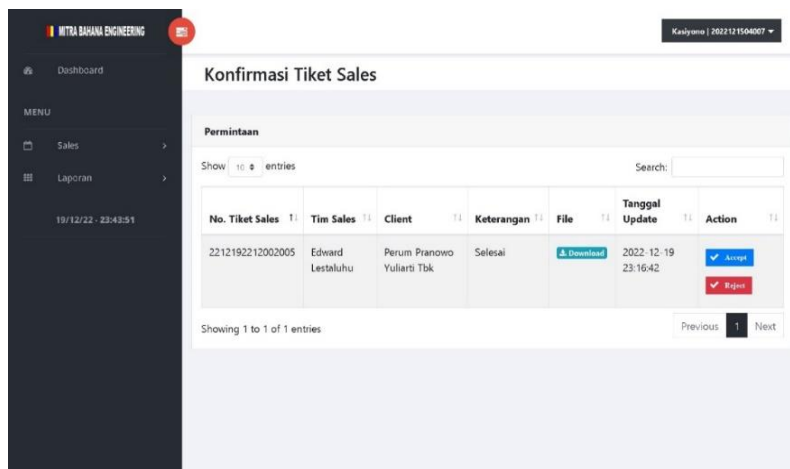 MITRA BAHANA ENGINEERING
Kasiyono | 2022121504007
Dashboard
Konfirmasi Tiket Sales
MENU
Permintaan
Sales
Show 10 entries
Search:
Laporan
No. Tiket Sales
Tim Sales
Client
Keterangan
File
Tanggal Update
Action
19/12/22 - 23:43:51
2212192212002005
Edward Lestaluhu
Perum Pranowo Yuliarti Tbk
Selesai
Download
2022-12-19 23:16:42
Accept
Reject
Showing 1 to 1 of 1 entries
Previous 1 Next